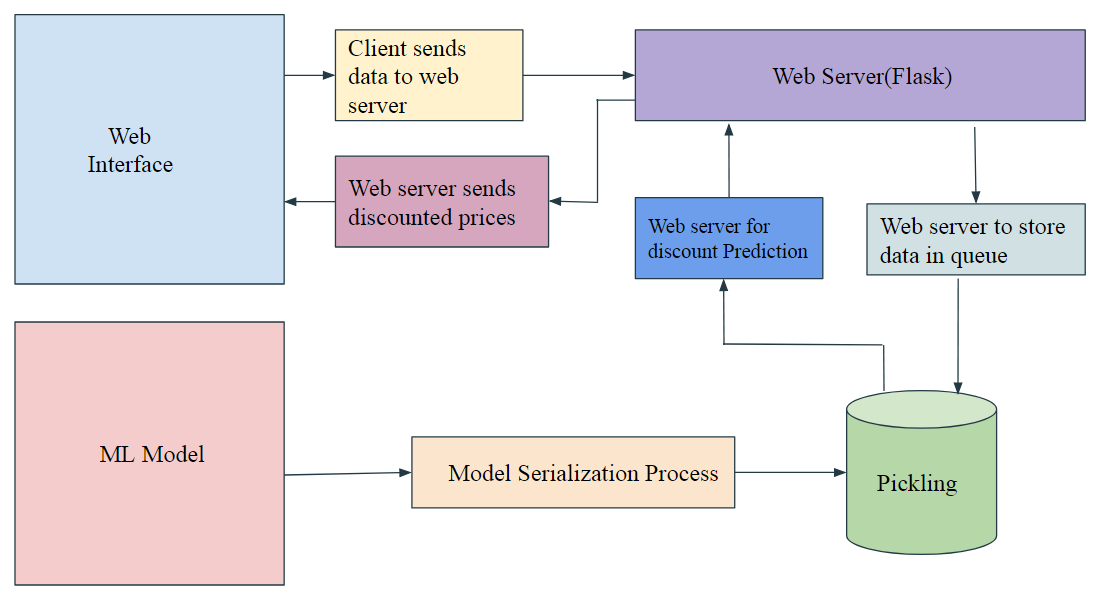 Web
Interface
Client sends
data to web
server
Web Server(Flask)
Web server sends
discounted prices
Web server for
discount Prediction
Web server to store
data in queue
ML Model
Model Serialization Process
Pickling